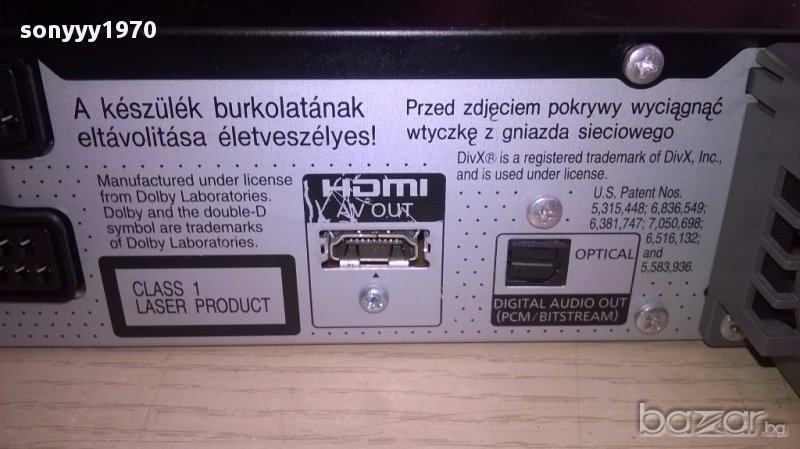 sonyyy1970
A készülék burkolatának
eltávolitása életveszélyes!
Przed zdjęciem pokrywy wyciągnąć
wtyczkę z gniazda sieciowego
DivX® is a registered trademark of DivX, Inc.,
and is used under license.
Manufactured under license
from Dolby Laboratories.
Dolby and the double-D
symbol are trademarks
of Dolby Laboratories.
HDMI
AV OUT
U.S. Patent Nos.
5,315,448; 6,836,549;
6,381,747; 7,050,698;
6,516,132;
and
5,583,936.
OPTICAL
CLASS 1
LASER PRODUCT
DIGITAL AUDIO OUT
(PCM/BITSTREAM)
bazar.bg